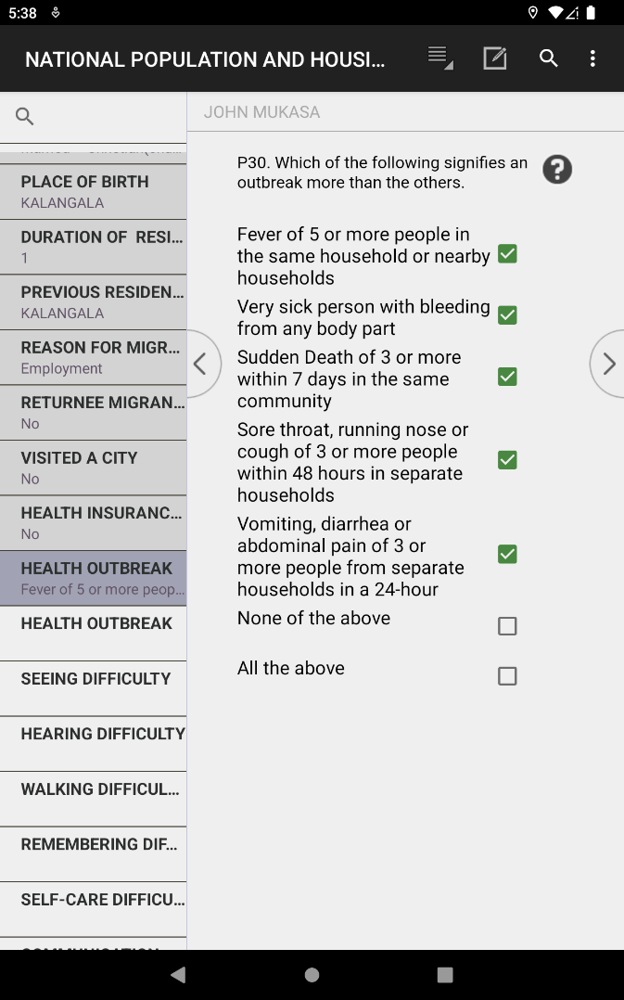 5:38
NATIONAL POPULATION AND HOUSI...
JOHN MUKASA
PLACE OF BIRTH
KALANGALA
DURATION OF  RESI...
1
PREVIOUS RESIDEN...
KALANGALA
REASON FOR MIGR...
Employment
RETURNEE MIGRAN...
No
VISITED A CITY
No
HEALTH INSURANC...
No
HEALTH OUTBREAK
Fever of 5 or more peop...
HEALTH OUTBREAK
SEEING DIFFICULTY
HEARING DIFFICULTY
WALKING DIFFICUL...
REMEMBERING DIF...
SELF-CARE DIFFICU...
P30. Which of the following signifies an
outbreak more than the others.
Fever of 5 or more people in
the same household or nearby
households
Very sick person with bleeding
from any body part
Sudden Death of 3 or more
within 7 days in the same
community
Sore throat, running nose or
cough of 3 or more people
within 48 hours in separate
households
Vomiting, diarrhea or
abdominal pain of 3 or
more people from separate
households in a 24-hour
None of the above
All the above